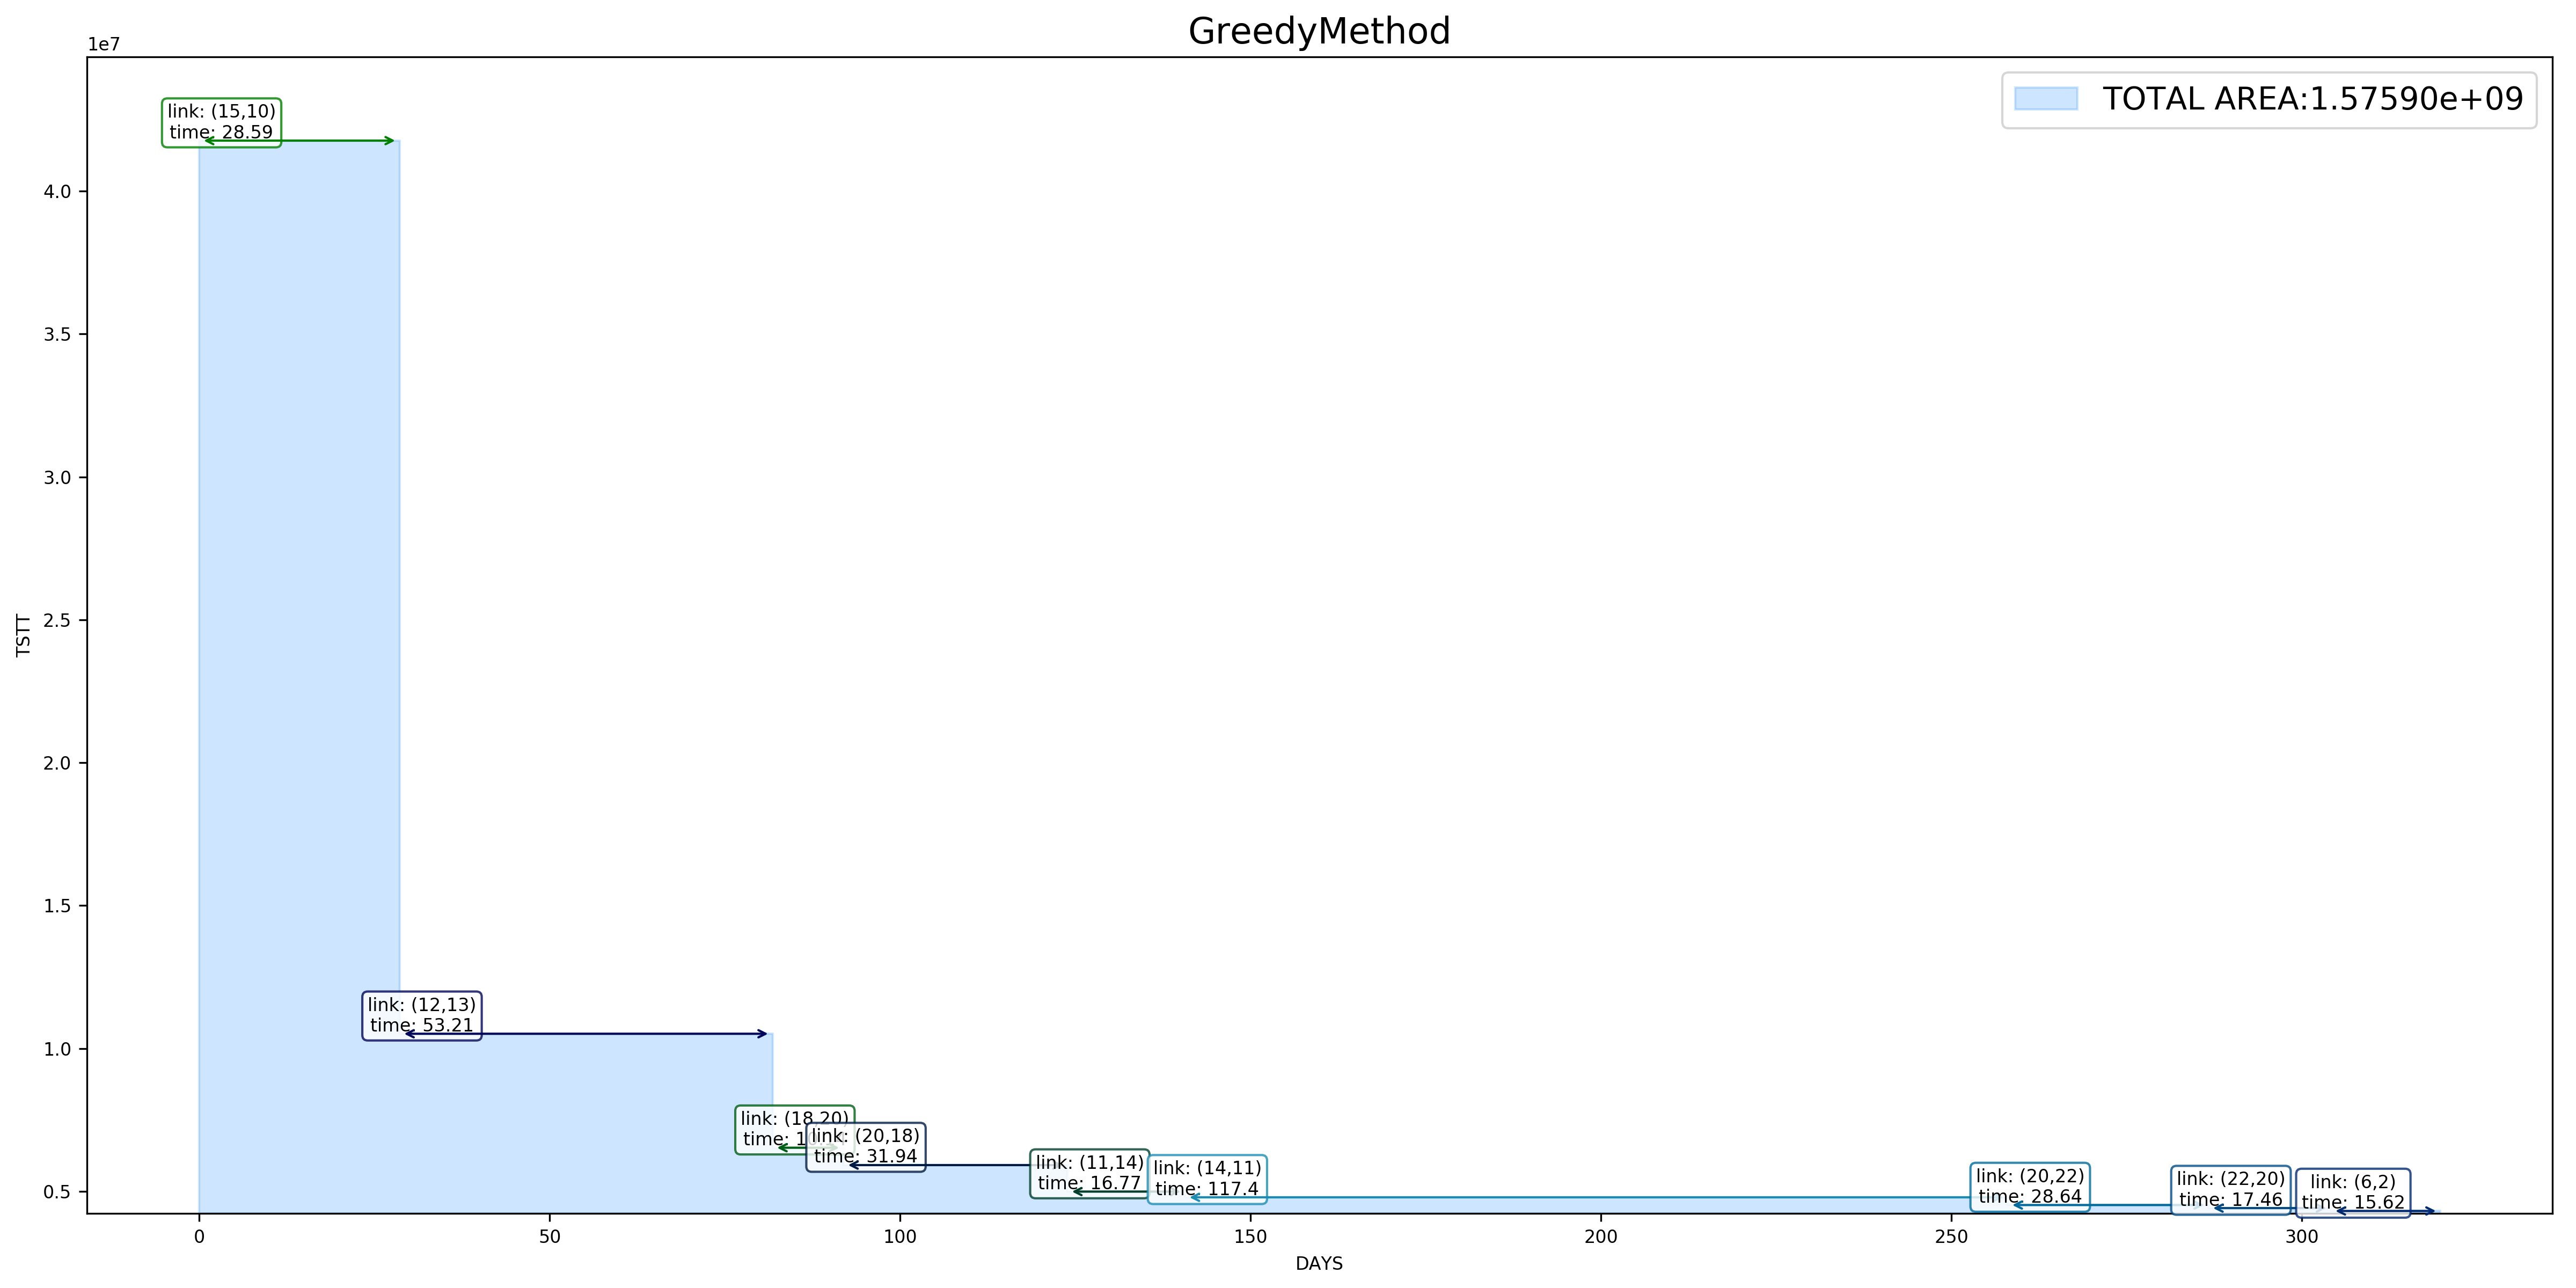 GreedyMethod
1e7
TOTAL AREA:1.57590e+09
link: (15,10)
time: 28.59
4.0
3.5
3.0
2.5
2.0
1.5
1.0
0.5
TSTT
link: (12,13)
time: 53.21
link: (18,20)
time:
link: (20,18)
time: 31.94
link: (11,14)
time: 16.77
link: (14,11)
time: 117.4
link: (20,22)
time: 28.64
link: (22,20)
time: 17.46
link: (6,2)
time: 15.62
0
50
100
150
200
250
300
DAYS